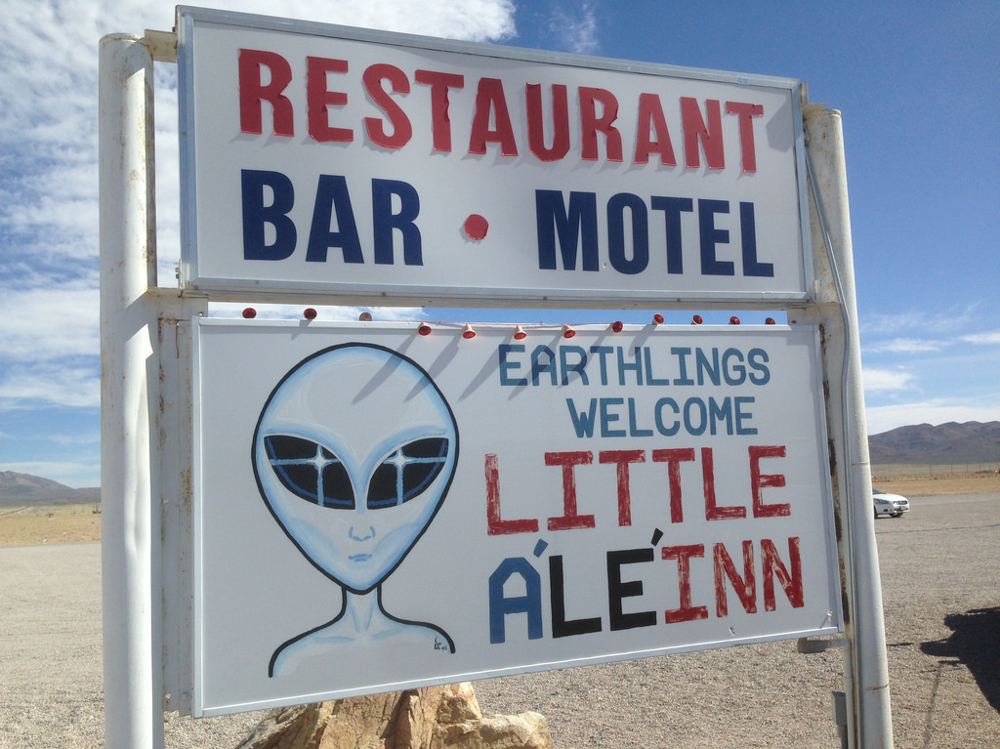 RESTAURANT
BAR • MOTEL
EARTHLINGS
WELCOME
LITTLE
A'LE'INN